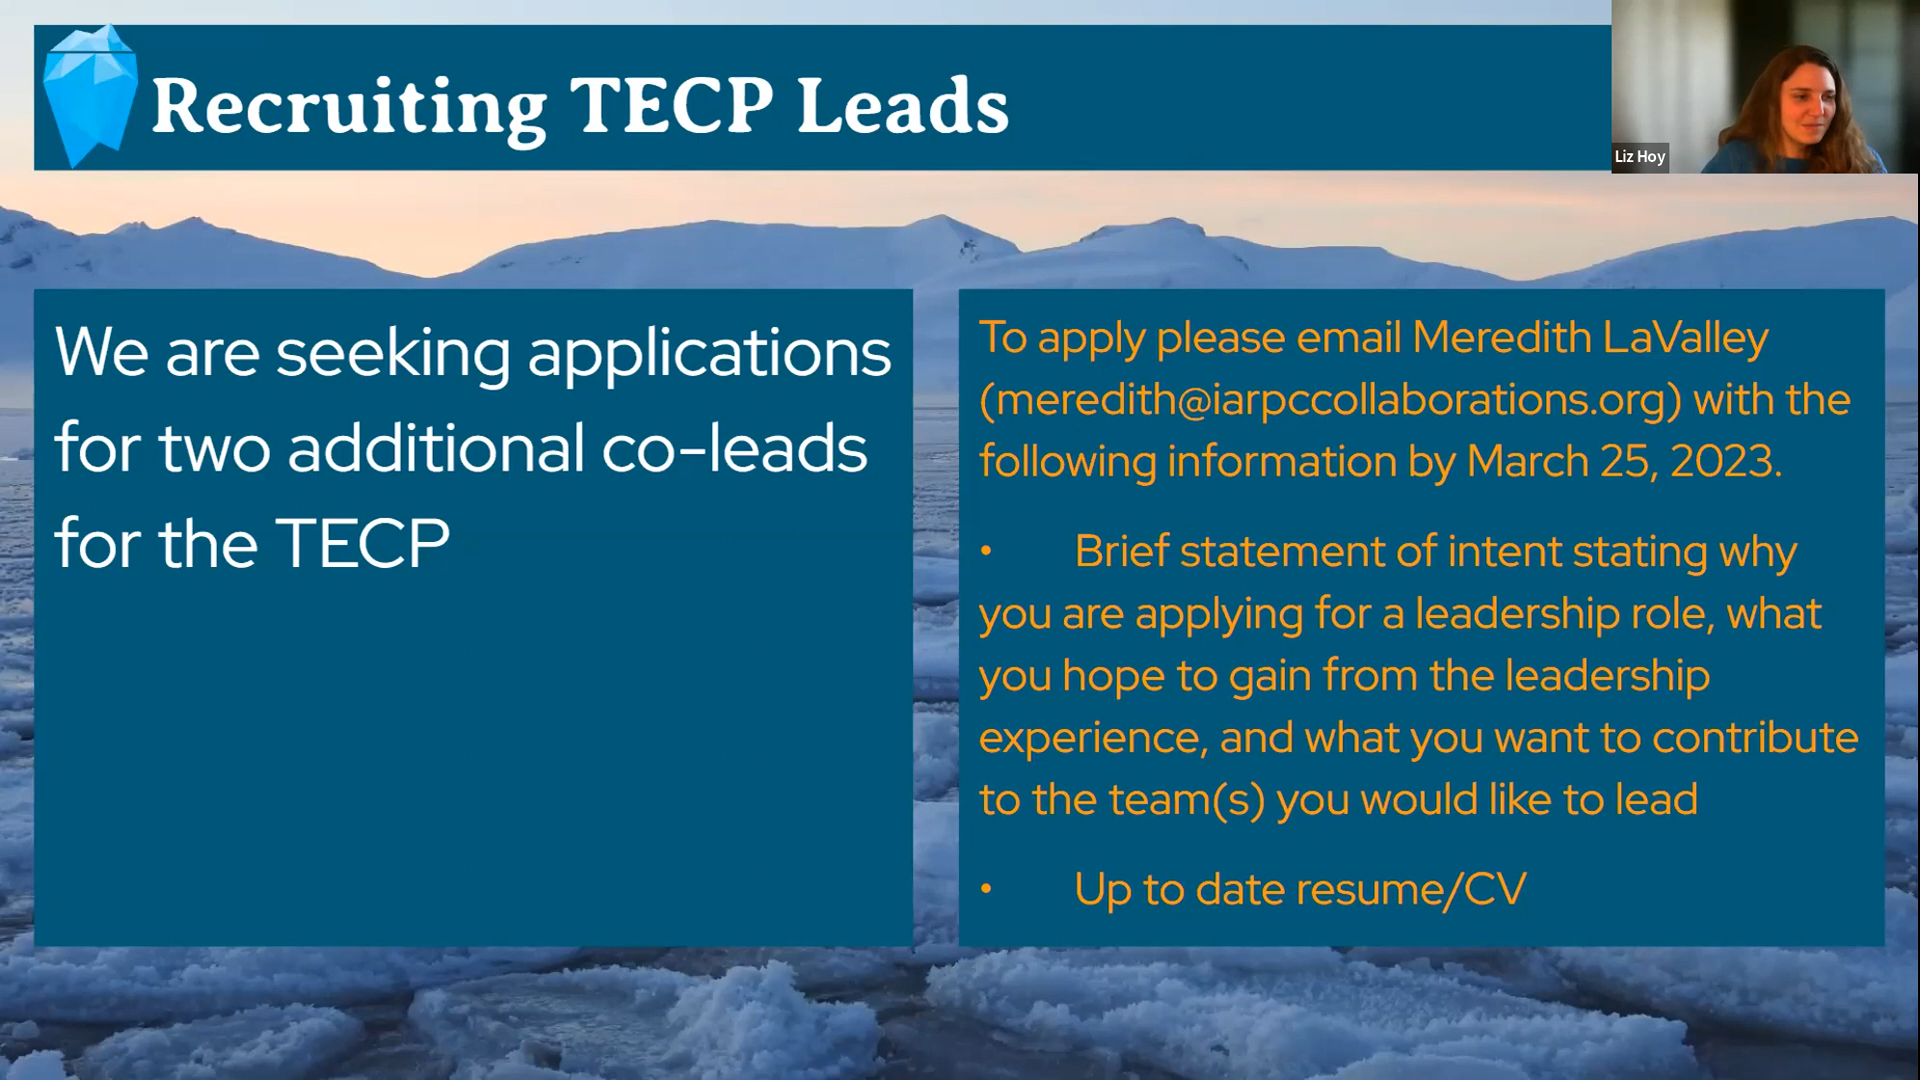 Recruiting TECP Leads
Liz Hoy
We are seeking applications
for two additional co-leads
for the TECP
To apply please email Meredith LaValley
(meredith@iarpccollaborations.org) with the
following information by March 25, 2023.
• Brief statement of intent stating why
you are applying for a leadership role, what
you hope to gain from the leadership
experience, and what you want to contribute
to the team(s) you would like to lead
• Up to date resume/CV